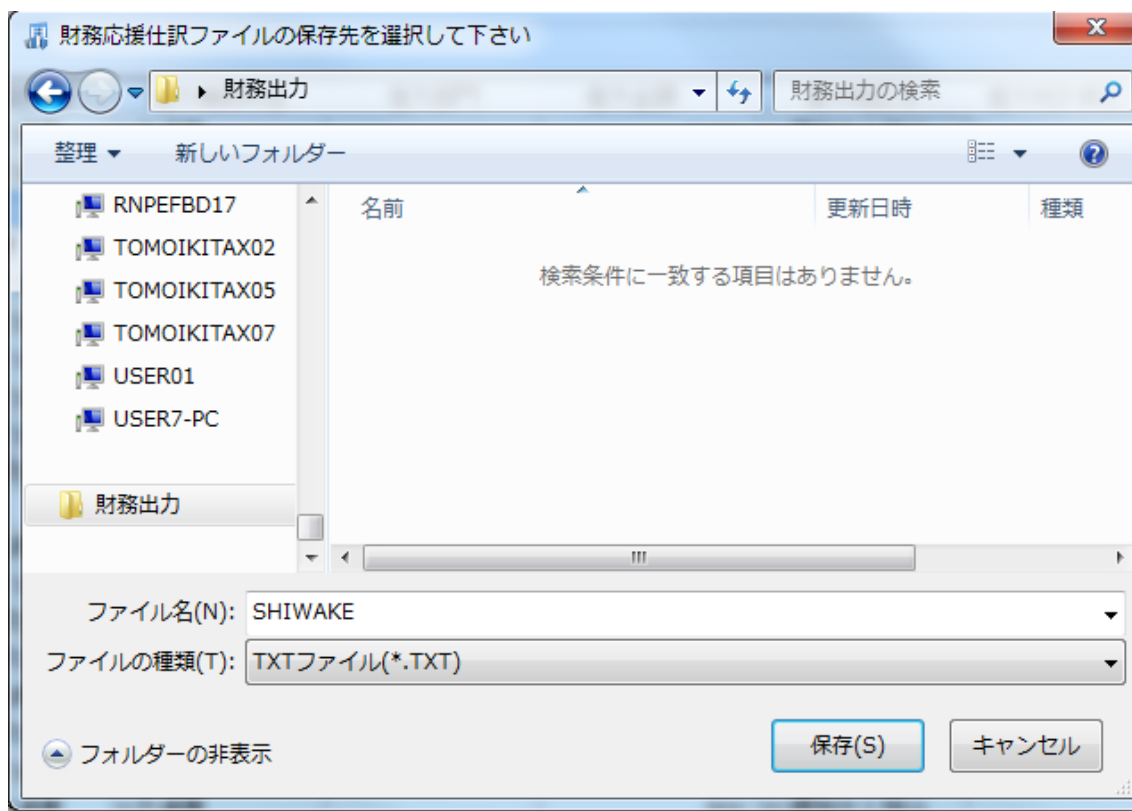 財務応援仕訳ファイルの保存先を選択して下さい
財務出力
財務出力の検索
整理
新しいフォルダー
RNPEFBD17
TOMOIKITAX02
TOMOIKITAX05
TOMOIKITAX07
USER01
USER7-PC
財務出力
名前
更新日時
種類
検索条件に一致する項目はありません。
ファイル名(N): SHIWAKE
ファイルの種類(T): TXTファイル(*.TXT)
フォルダーの非表示
保存(S)
キャンセル